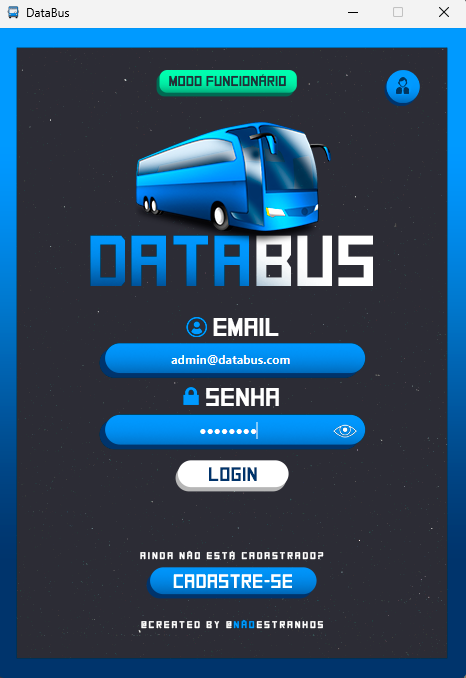 DataBus
MODO FUNCIONÁRIO
DATABUS
EMAIL
admin@databus.com
SENHA
••••••••
LOGIN
AINDA NÃO ESTÁ CADASTRADO?
CADASTRE-SE
@CREATED BY @NÃOESTRANHOS